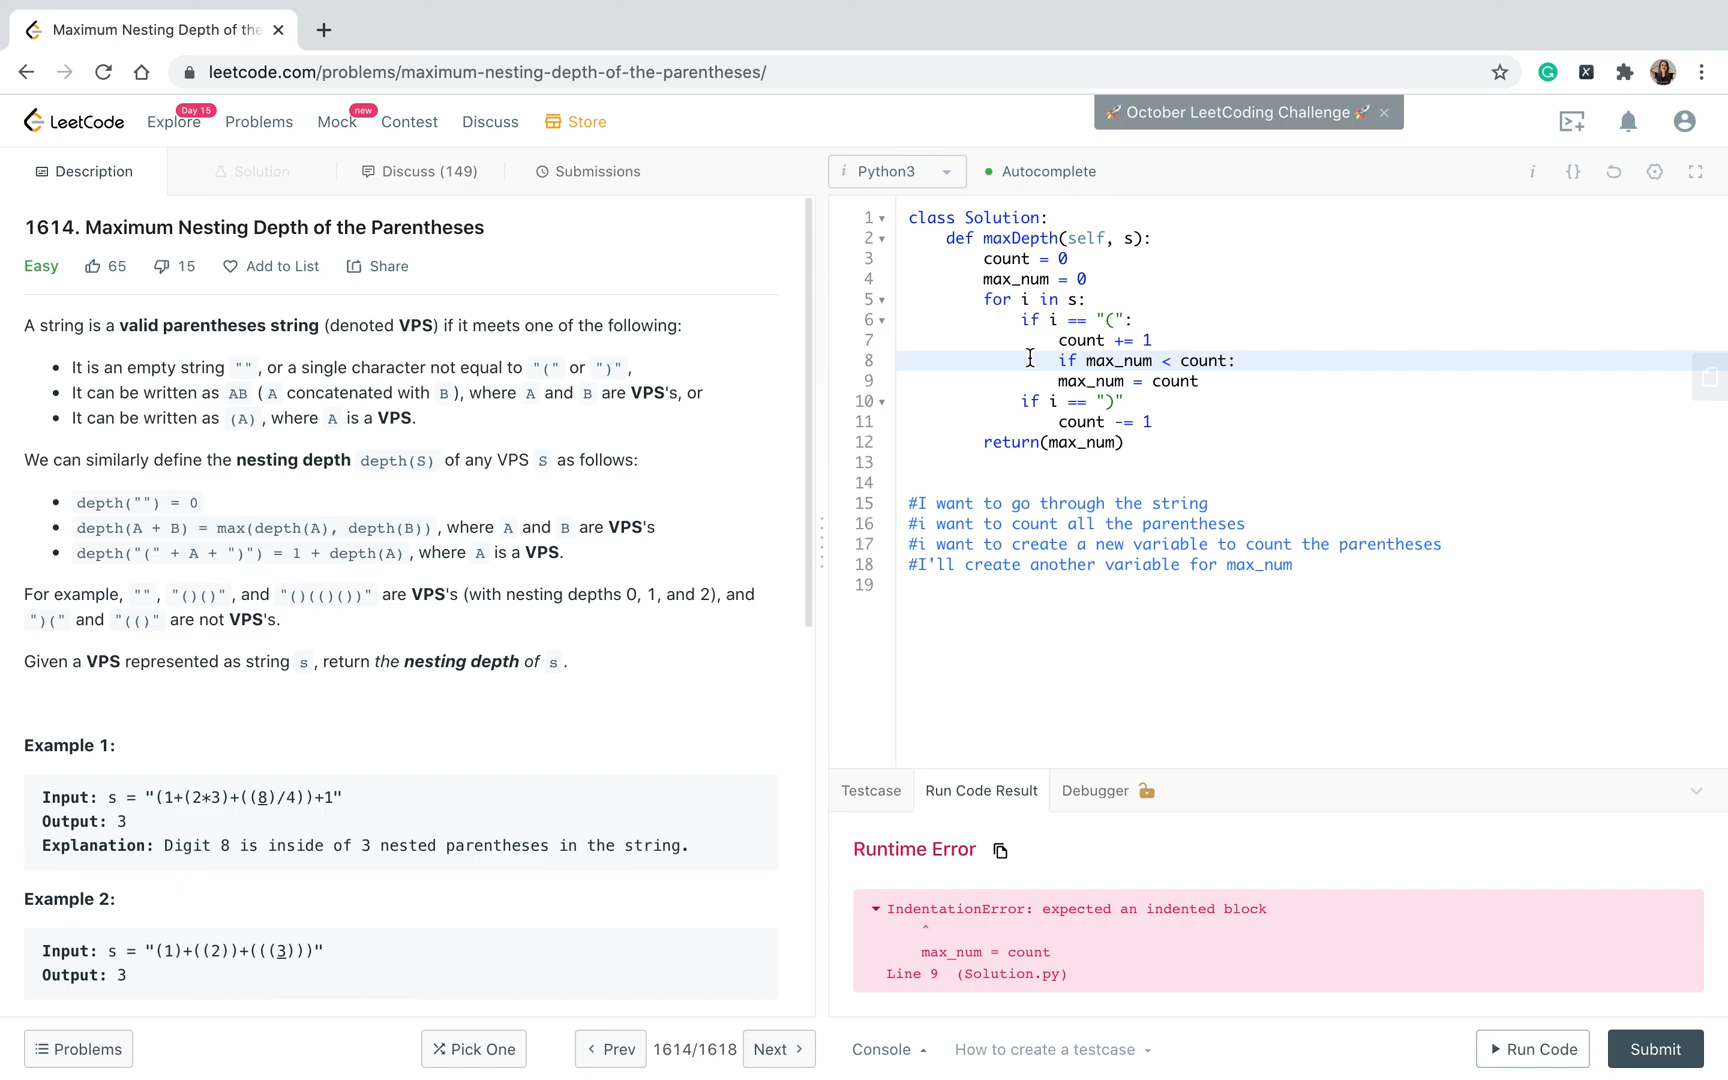 Maximum Nesting Depth of the
leetcode.com/problems/maximum-nesting-depth-of-the-parentheses/
LeetCode
Explore
Day 15
Problems
Mock
new
Contest
Discuss
Store
🚀 October LeetCoding Challenge 🚀
Description
Solution
Discuss (149)
Submissions
i Python3
Autocomplete
1614. Maximum Nesting Depth of the Parentheses
Easy
65
15
Add to List
Share
A string is a valid parentheses string (denoted VPS) if it meets one of the following:
• It is an empty string "", or a single character not equal to "(" or ")",
• It can be written as AB (A concatenated with B), where A and B are VPS's, or
• It can be written as (A), where A is a VPS.
We can similarly define the nesting depth depth(S) of any VPS S as follows:
• depth("") = 0
• depth(A + B) = max(depth(A), depth(B)), where A and B are VPS's
• depth("(" + A + ")") = 1 + depth(A), where A is a VPS.
For example, "", "()()", and "()(()())" are VPS's (with nesting depths 0, 1, and 2), and
")(" and "(()" are not VPS's.
Given a VPS represented as string s, return the nesting depth of s.
Example 1:
Input: s = "(1+(2*3)+((8)/4))+1"
Output: 3
Explanation: Digit 8 is inside of 3 nested parentheses in the string.
Example 2:
Input: s = "(1)+((2))+(((3)))"
Output: 3
1 class Solution:
2 def maxDepth(self, s):
3 count = 0
4 max_num = 0
5 for i in s:
6 if i == "(":
7 count += 1
8 if max_num < count:
9 max_num = count
10 if i == ")"
11 count -= 1
12 return(max_num)
13
14
15 #I want to go through the string
16 #i want to count all the parentheses
17 #i want to create a new variable to count the parentheses
18 #I'll create another variable for max_num
19
Testcase
Run Code Result
Debugger
Runtime Error
IndentationError: expected an indented block
^
max_num = count
Line 9 (Solution.py)
Problems
Pick One
Prev
1614/1618
Next
Console
How to create a testcase
Run Code
Submit